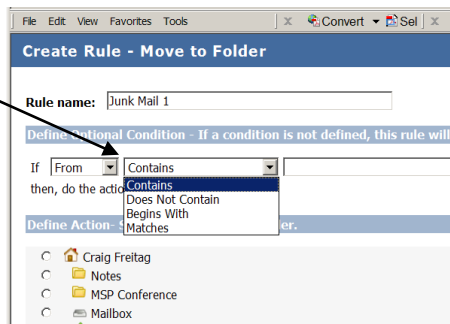 File Edit View Favorites Tools X Convert Sel X
Create Rule - Move to Folder
Rule name: Junk Mail 1
Define Optional Condition - If a condition is not defined, this rule will
If From Contains
then, do the actio
Contains
Does Not Contain
Begins With
Matches
Define Action- S er.
Craig Freitag
Notes
MSP Conference
Mailbox